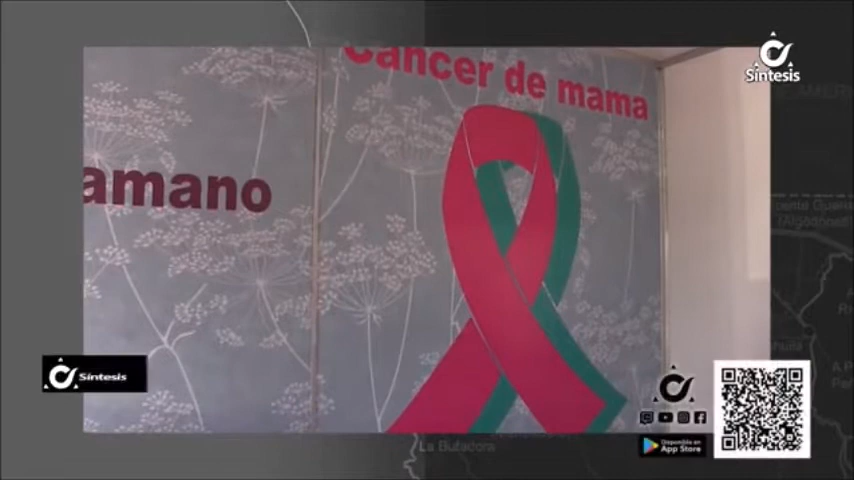 Síntesis
Cáncer de mama
amano
Síntesis
Disponible en
App Store
La Bufadora